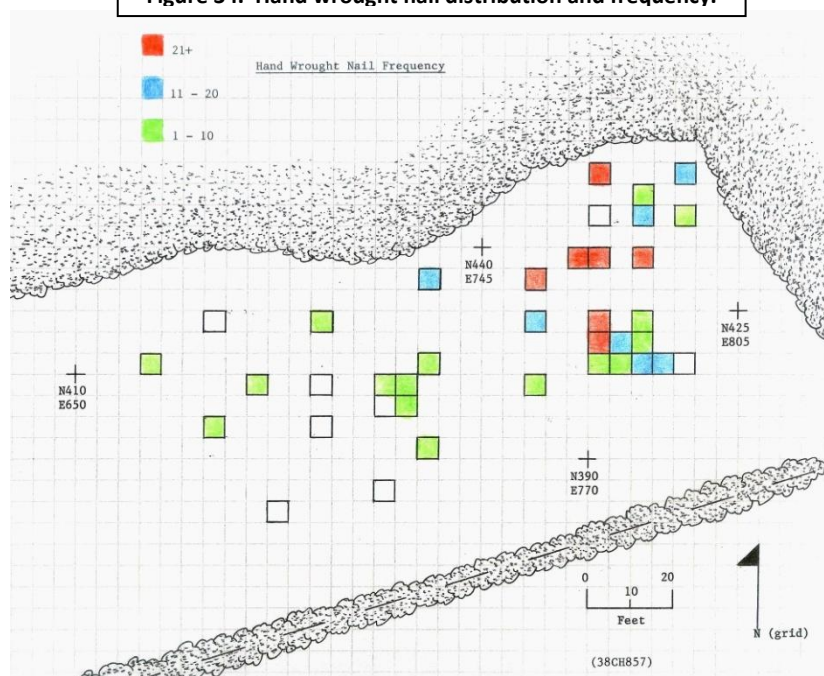 Figure 54. Hand wrought nail distribution and frequency.
21+
Hand Wrought Nail Frequency
11 - 20
1 - 10
N440
E745
N425
E805
N410
E650
N390
E770
0 20
10
Feet
N (grid)
(38CH857)